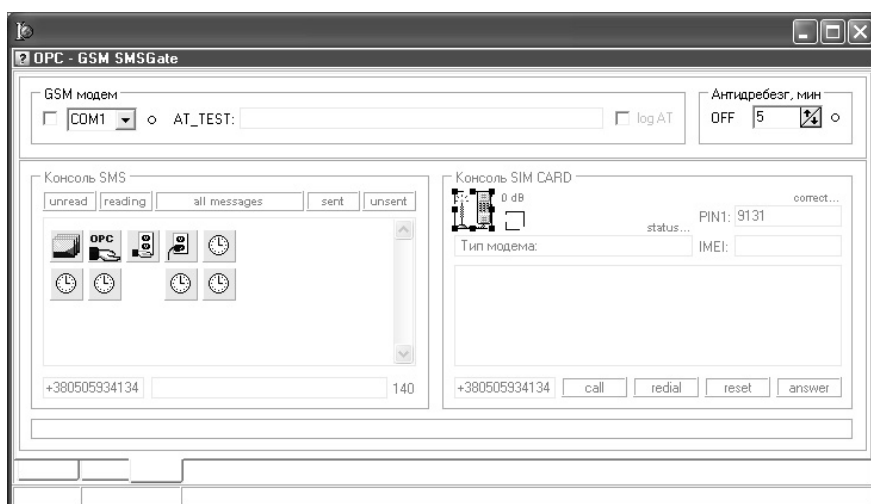 OPC - GSM SMSGate
GSM модем
COM1
AT_TEST:
log AT
Антидребезг, мин
OFF 5
Консоль SMS
unread reading all messages sent unsent
OPC
+380505934134
140
Консоль SIM CARD
0 dB
correct...
status...
PIN1: 9131
Тип модема:
IMEI:
+380505934134 call redial reset answer